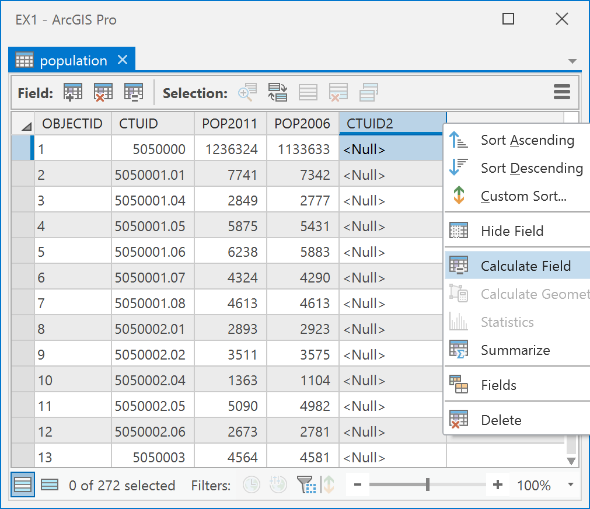 EX1 - ArcGIS Pro
population
Field: Selection:
OBJECTID CTUID POP2011 POP2006 CTUID2
1 5050000 1236324 1133633 <Null>
2 5050001.01 7741 7342 <Null>
3 5050001.04 2849 2777 <Null>
4 5050001.05 5875 5431 <Null>
5 5050001.06 6238 5883 <Null>
6 5050001.07 4324 4290 <Null>
7 5050001.08 4613 4613 <Null>
8 5050002.01 2893 2923 <Null>
9 5050002.02 3511 3575 <Null>
10 5050002.04 1363 1104 <Null>
11 5050002.05 5090 4982 <Null>
12 5050002.06 2673 2781 <Null>
13 5050003 4564 4581 <Null>
Sort Ascending
Sort Descending
Custom Sort...
Hide Field
Calculate Field
Calculate Geomet
Statistics
Summarize
Fields
Delete
0 of 272 selected Filters: 100%